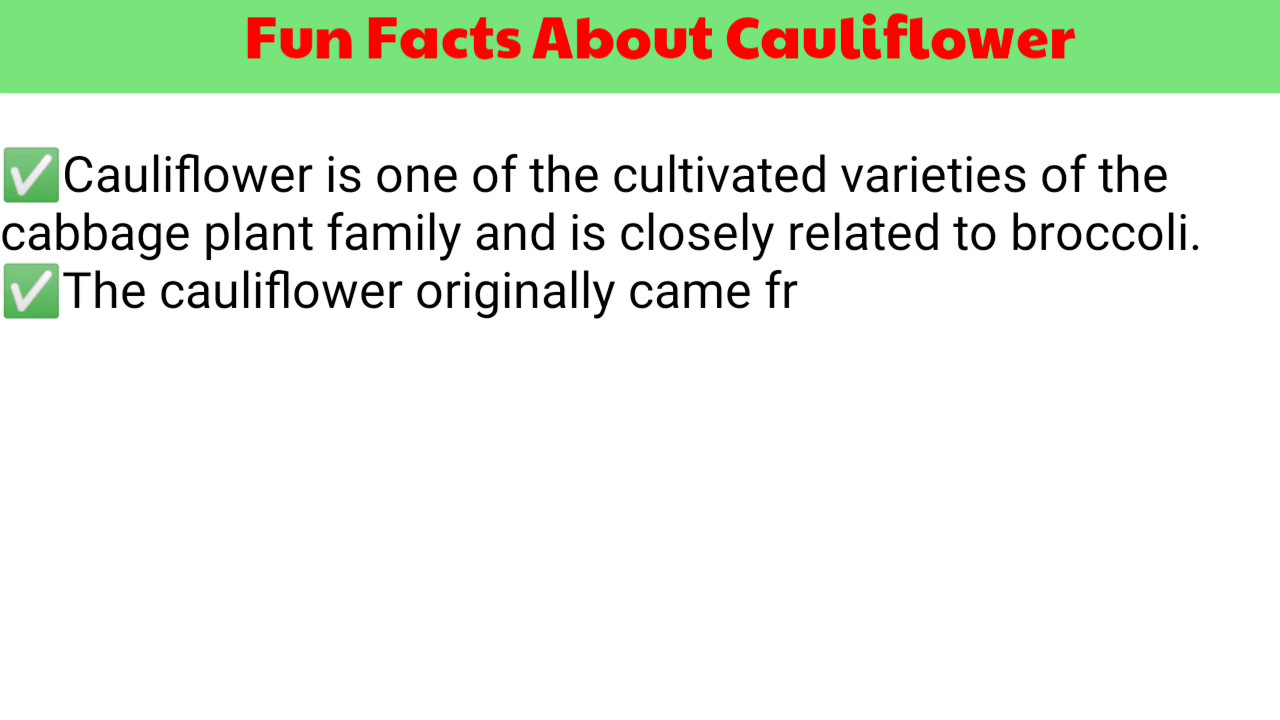 Fun Facts About Cauliflower
✅Cauliflower is one of the cultivated varieties of the
cabbage plant family and is closely related to broccoli.
✅The cauliflower originally came fr